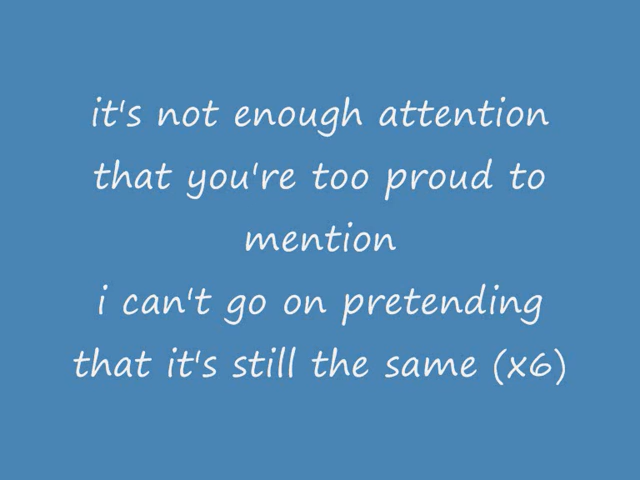 it's not enough attention
that you're too proud to
mention
i can't go on pretending
that it's still the same (x6)